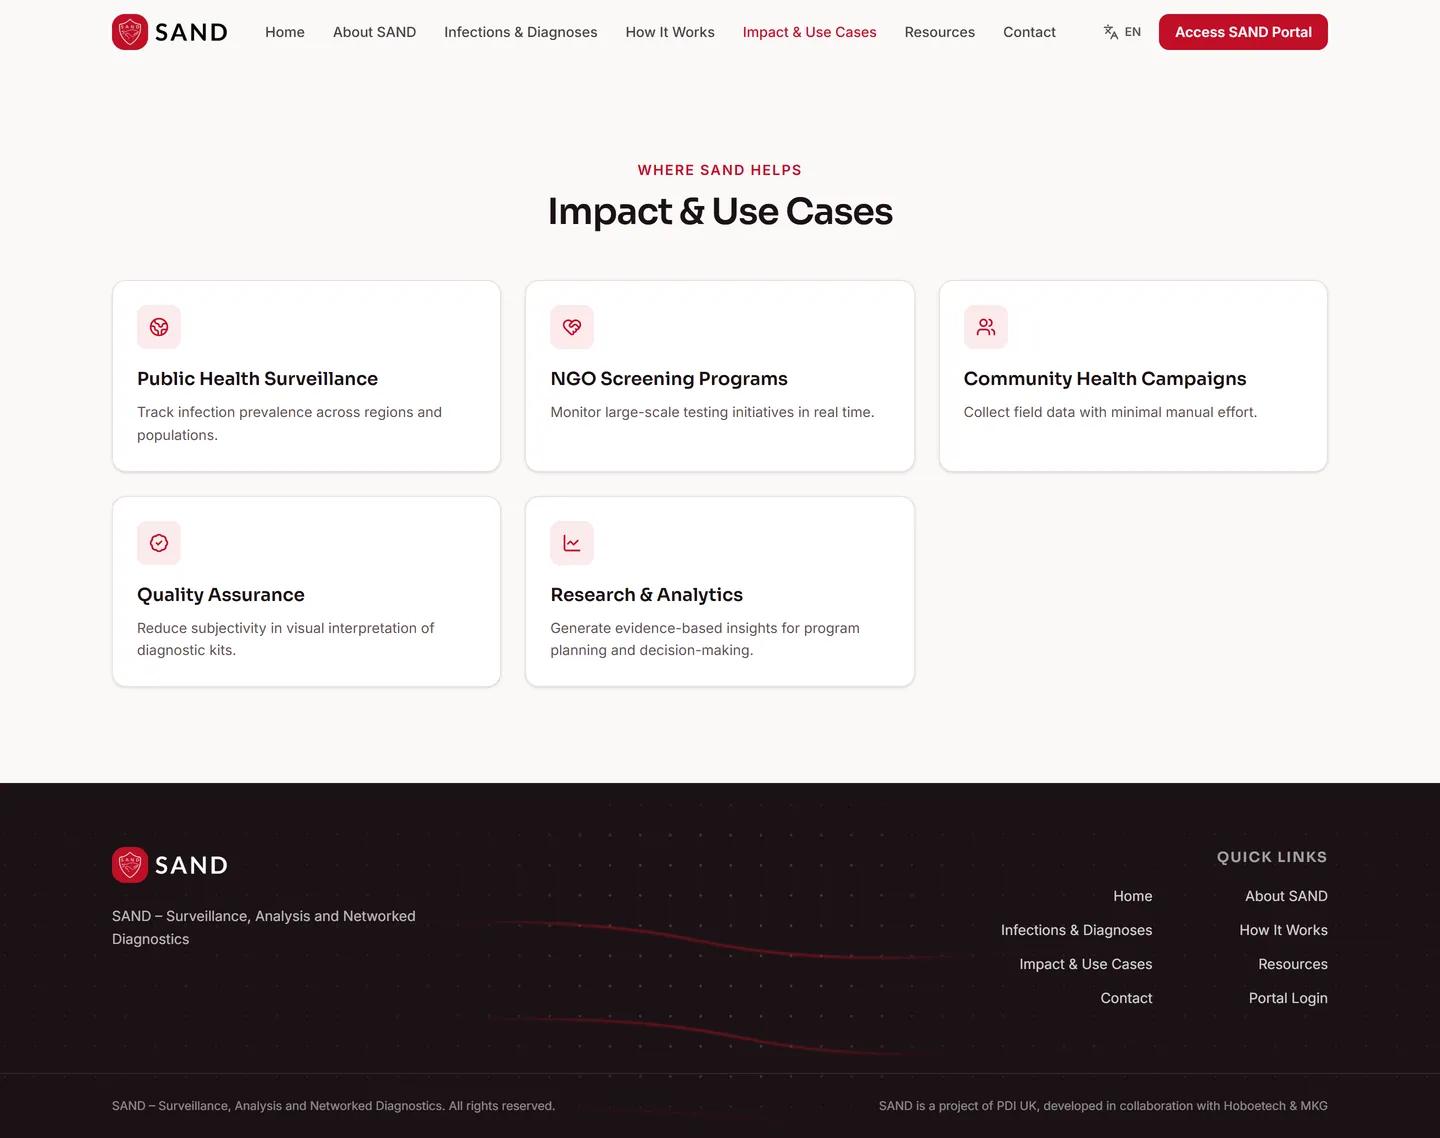 SAND
Home
About SAND
Infections & Diagnoses
How It Works
Impact & Use Cases
Resources
Contact
EN
Access SAND Portal
WHERE SAND HELPS
Impact & Use Cases
Public Health Surveillance
Track infection prevalence across regions and
populations.
NGO Screening Programs
Monitor large-scale testing initiatives in real time.
Community Health Campaigns
Collect field data with minimal manual effort.
Quality Assurance
Reduce subjectivity in visual interpretation of
diagnostic kits.
Research & Analytics
Generate evidence-based insights for program
planning and decision-making.
SAND
SAND – Surveillance, Analysis and Networked
Diagnostics
QUICK LINKS
Home
About SAND
Infections & Diagnoses
How It Works
Impact & Use Cases
Resources
Contact
Portal Login
SAND – Surveillance, Analysis and Networked Diagnostics. All rights reserved.
SAND is a project of PDI UK, developed in collaboration with Hoboetech & MKG